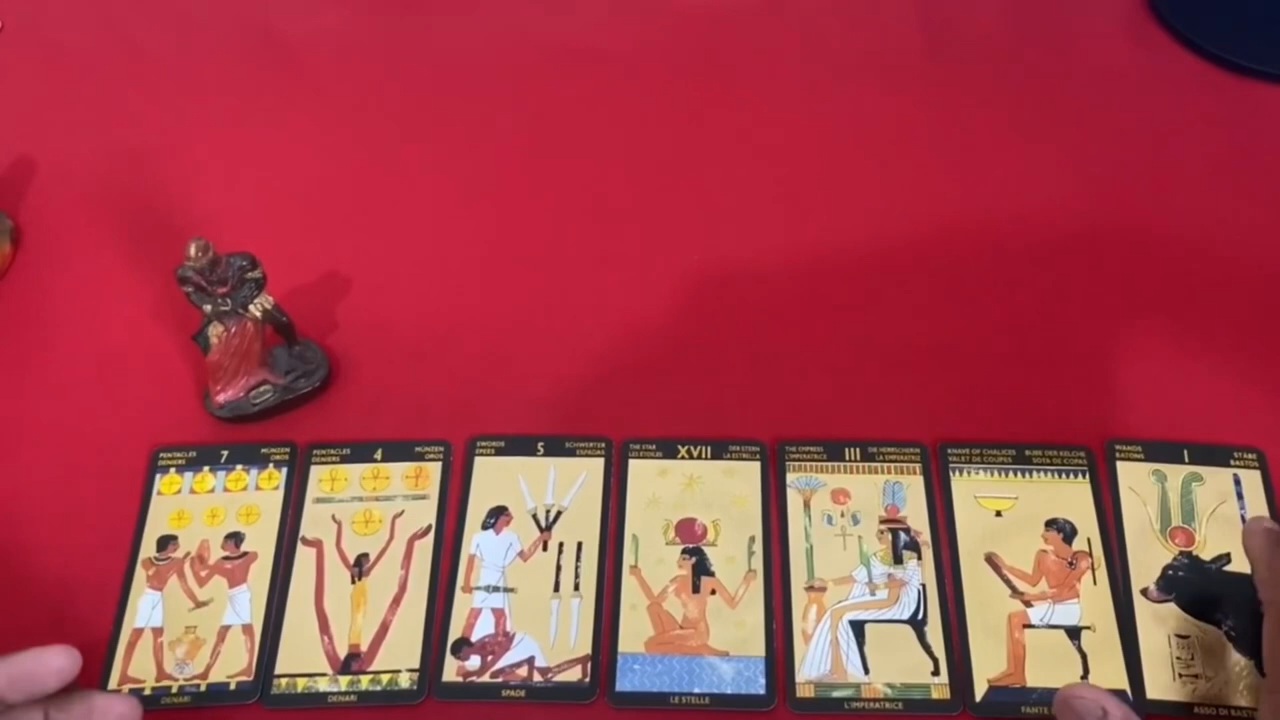 PENTACLES 7 MÜNZEN
DENIERS OROS
DENARI
PENTACLES 4 MÜNZEN
DENIERS OROS
DENARI
SWORDS 5 SCHWERTER
EPEES ESPADAS
SPADE
THE STAR XVII DER STERN
LES ETOILES LA ESTRELLA
LE STELLE
THE EMPRESS III DIE HERRSCHERIN
L'IMPERATRICE LA EMPERATRIZ
L'IMPERATRICE
KNAVE OF CHALICES BUBE DER KELCHE
VALET DE COUPES SOTA DE COPAS
FANTE
WANDS I STÄBE
BATONS BASTOS
ASSO DI BASTONI